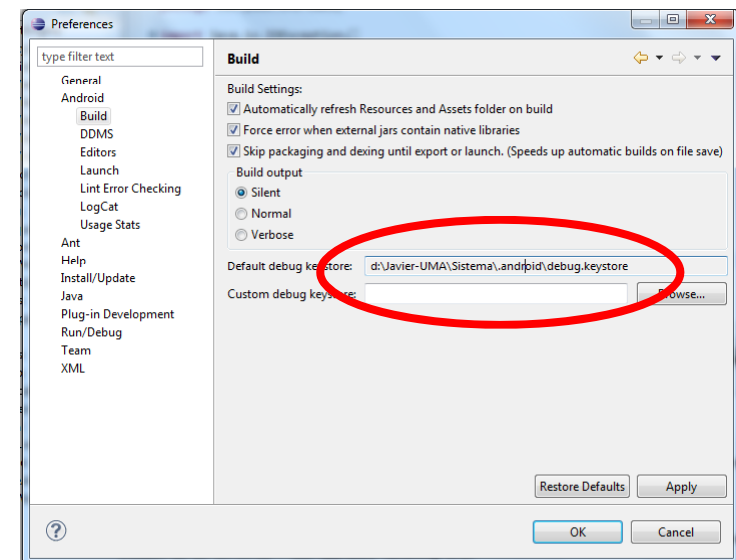 Preferences
type filter text
Build
General
Android
Build
DDMS
Editors
Launch
Lint Error Checking
LogCat
Usage Stats
Ant
Help
Install/Update
Java
Plug-in Development
Run/Debug
Team
XML
Build Settings:
Automatically refresh Resources and Assets folder on build
Force error when external jars contain native libraries
Skip packaging and dexing until export or launch. (Speeds up automatic builds on file save)
Build output
Silent
Normal
Verbose
Default debug keystore: d:\Javier-UMA\Sistema\.android\debug.keystore
Custom debug keystore: Browse...
Restore Defaults Apply
OK Cancel